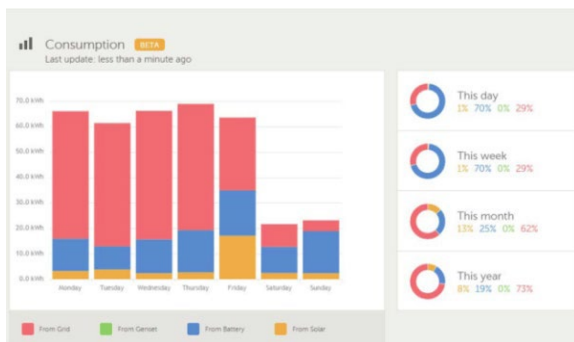 Consumption BETA
Last update: less than a minute ago
70.0 kWh
60.0 kWh
50.0 kWh
40.0 kWh
30.0 kWh
20.0 kWh
10.0 kWh
0.0 kWh
Monday Tuesday Wednesday Thursday Friday Saturday Sunday
From Grid From Genset From Battery From Solar
This day
1% 70% 0% 29%
This week
1% 70% 0% 29%
This month
13% 25% 0% 62%
This year
8% 19% 0% 73%